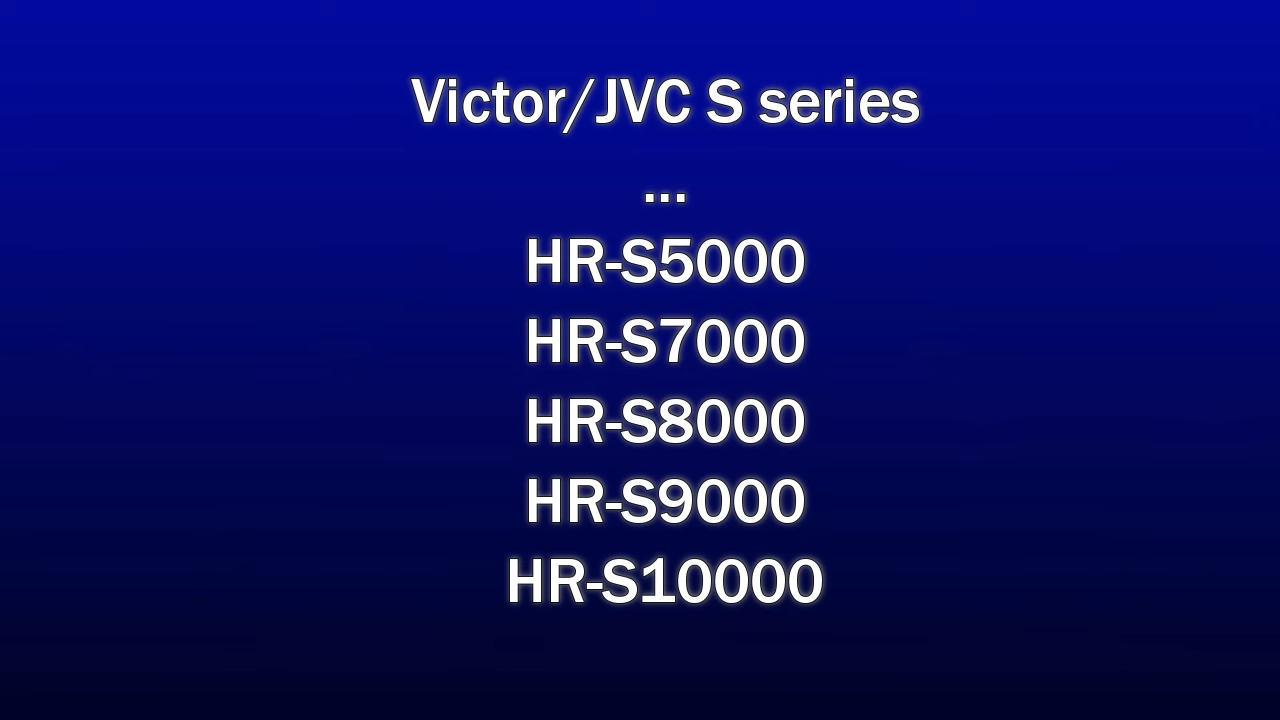 Victor/JVC S series
...
HR-S5000
HR-S7000
HR-S8000
HR-S9000
HR-S10000